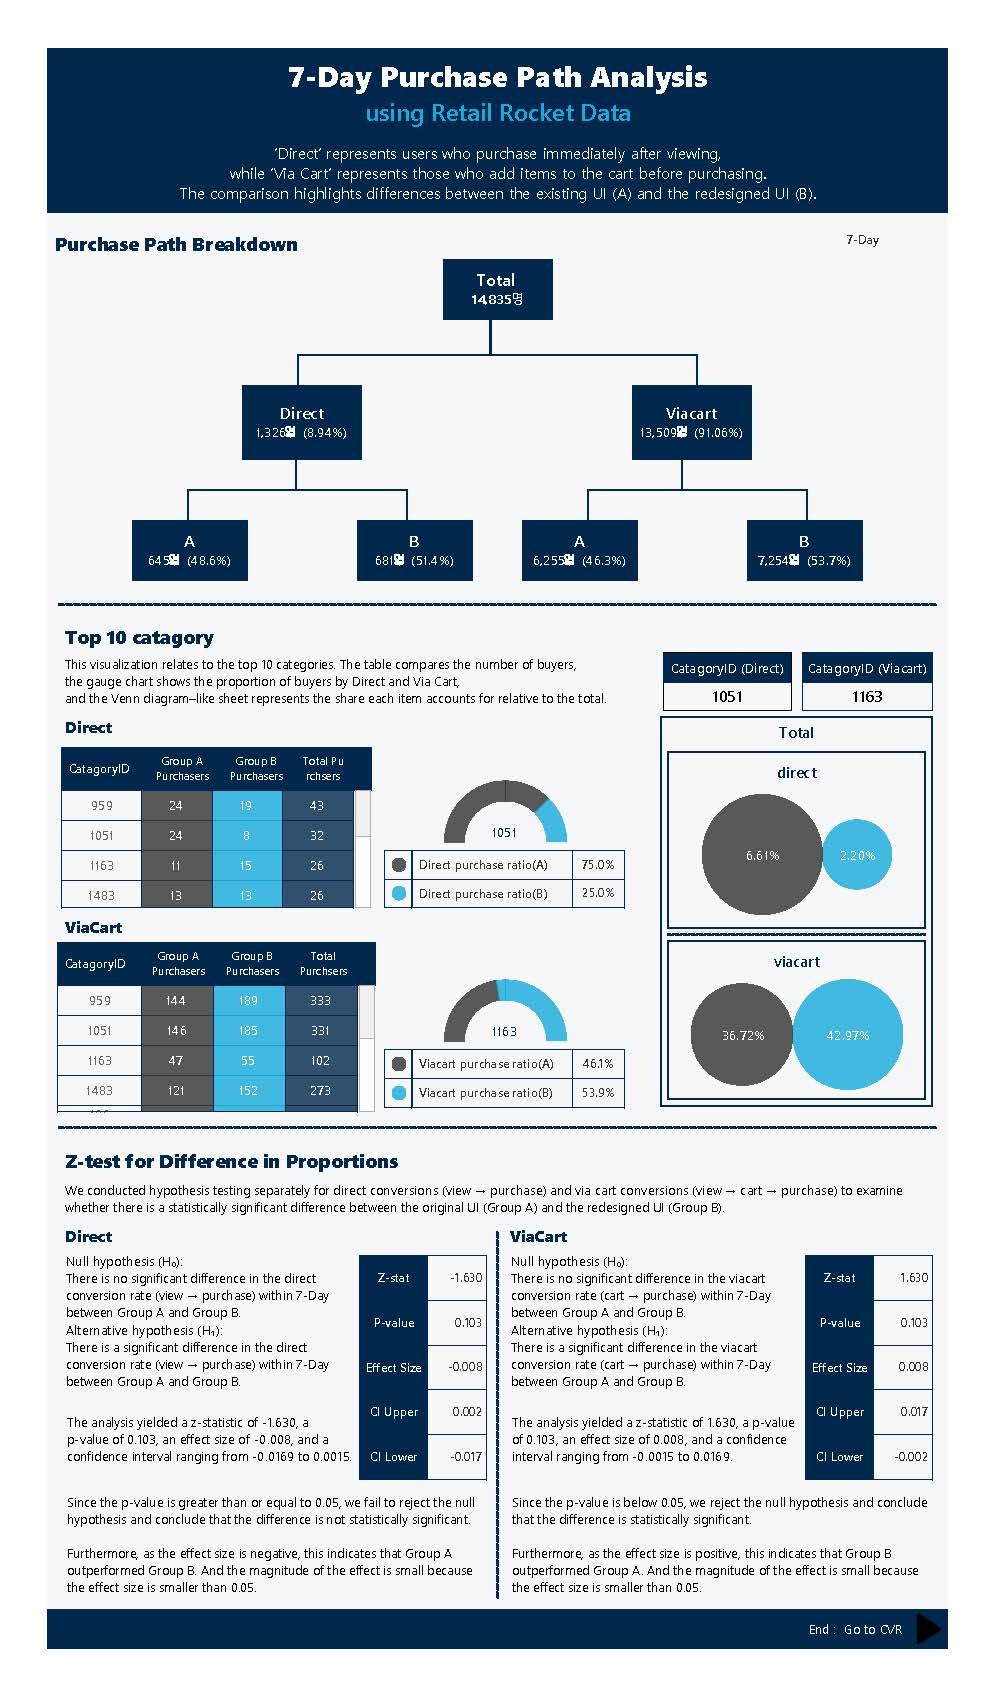 7-Day Purchase Path Analysis
using Retail Rocket Data
'Direct' represents users who purchase immediately after viewing,
while 'Via Cart' represents those who add items to the cart before purchasing.
The comparison highlights differences between the existing UI (A) and the redesigned UI (B).
Purchase Path Breakdown
7-Day
Total
14,835명
Direct
1,326명 (8.94%)
Viacart
13,509명 (91.06%)
A
645명 (48.6%)
B
681명 (51.4%)
A
6,255명 (46.3%)
B
7,254명 (53.7%)
Top 10 catagory
This visualization relates to the top 10 categories. The table compares the number of buyers,
the gauge chart shows the proportion of buyers by Direct and Via Cart,
and the Venn diagram–like sheet represents the share each item accounts for relative to the total.
CatagoryID (Direct)
1051
CatagoryID (Viacart)
1163
Direct
CatagoryID Group A Purchasers Group B Purchasers Total Pu rchsers
959 24 19 43
1051 24 8 32
1163 11 15 26
1483 13 13 26
1051
Direct purchase ratio(A) 75.0%
Direct purchase ratio(B) 25.0%
Total
direct
6.61%
2.20%
ViaCart
CatagoryID Group A Purchasers Group B Purchasers Total Purchsers
959 144 189 333
1051 146 185 331
1163 47 55 102
1483 121 152 273
1163
Viacart purchase ratio(A) 46.1%
Viacart purchase ratio(B) 53.9%
viacart
36.72%
42.97%
Z-test for Difference in Proportions
We conducted hypothesis testing separately for direct conversions (view → purchase) and via cart conversions (view → cart → purchase) to examine
whether there is a statistically significant difference between the original UI (Group A) and the redesigned UI (Group B).
Direct
Null hypothesis (H₀):
There is no significant difference in the direct
conversion rate (view → purchase) within 7-Day
between Group A and Group B.
Alternative hypothesis (H₁):
There is a significant difference in the direct
conversion rate (view → purchase) within 7-Day
between Group A and Group B.
The analysis yielded a z-statistic of -1.630, a
p-value of 0.103, an effect size of -0.008, and a
confidence interval ranging from -0.0169 to 0.0015.
Z-stat -1.630
P-value 0.103
Effect Size -0.008
CI Upper 0.002
CI Lower -0.017
Since the p-value is greater than or equal to 0.05, we fail to reject the null
hypothesis and conclude that the difference is not statistically significant.
Furthermore, as the effect size is negative, this indicates that Group A
outperformed Group B. And the magnitude of the effect is small because
the effect size is smaller than 0.05.
ViaCart
Null hypothesis (H₀):
There is no significant difference in the viacart
conversion rate (cart → purchase) within 7-Day
between Group A and Group B.
Alternative hypothesis (H₁):
There is a significant difference in the viacart
conversion rate (cart → purchase) within 7-Day
between Group A and Group B.
The analysis yielded a z-statistic of 1.630, a p-value
of 0.103, an effect size of 0.008, and a confidence
interval ranging from -0.0015 to 0.0169.
Z-stat 1.630
P-value 0.103
Effect Size 0.008
CI Upper 0.017
CI Lower -0.002
Since the p-value is below 0.05, we reject the null hypothesis and conclude
that the difference is statistically significant.
Furthermore, as the effect size is positive, this indicates that Group B
outperformed Group A. And the magnitude of the effect is small because
the effect size is smaller than 0.05.
End : Go to CVR